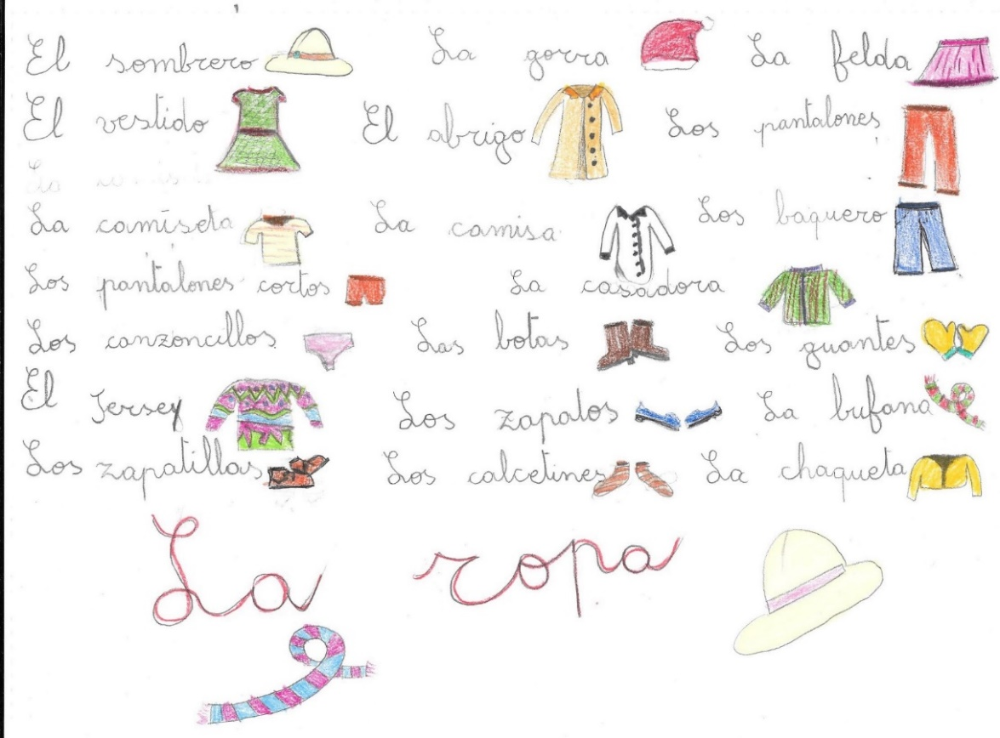 El sombrero La gorra La felda
El vestido El abrigo Los pantalones
La camiseta La camisa Los baquero
Los pantalones cortos La casadora
Los canzoncillos Las botas Los guantes
El Jersey Los zapatos La bufana
Los zapatillas Los calcetines La chaqueta
La ropa